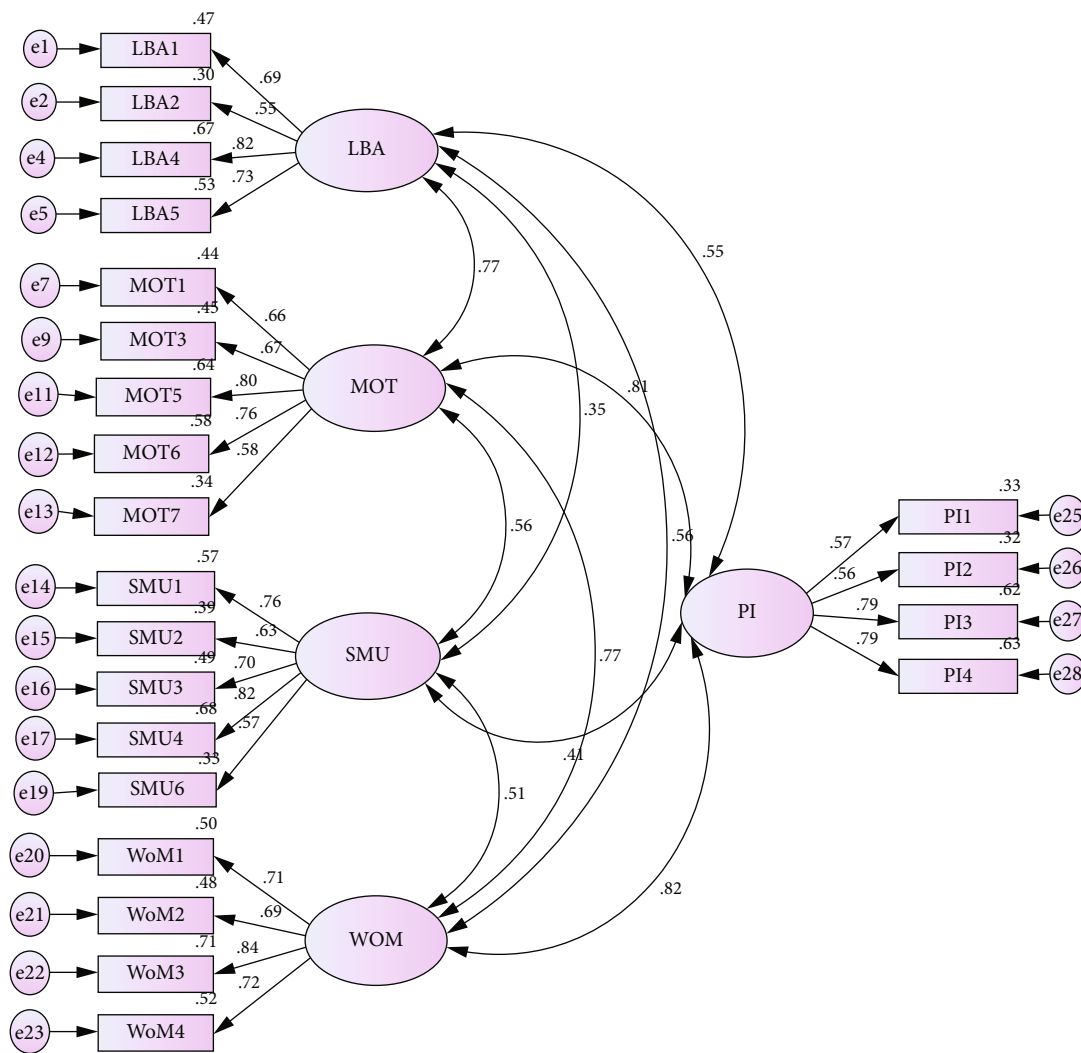 .47
e1 LBA1
.69
.30
e2 LBA2
.55
.67
e4 LBA4
.82
.53
e5 LBA5
.73
LBA
.44
e7 MOT1
.66
.45
e9 MOT3
.67
.64
e11 MOT5
.80
.58
e12 MOT6
.76
.34
e13 MOT7
.58
MOT
.57
e14 SMU1
.76
.39
e15 SMU2
.63
.49
e16 SMU3
.70
.68
e17 SMU4
.82
.33
e19 SMU6
.57
SMU
.50
e20 WoM1
.71
.48
e21 WoM2
.69
.71
e22 WoM3
.84
.52
e23 WoM4
.72
WOM
.77
.55
.81
.35
.56
.56
.77
.41
.51
.82
PI
.33
.57
PI1 e25
.32
.56
PI2 e26
.62
.79
PI3 e27
.63
.79
PI4 e28